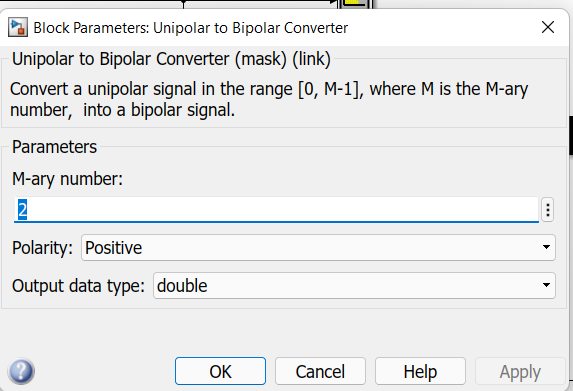 Block Parameters: Unipolar to Bipolar Converter
Unipolar to Bipolar Converter (mask) (link)
Convert a unipolar signal in the range [0, M-1], where M is the M-ary
number,  into a bipolar signal.
Parameters
M-ary number:
2
Polarity: Positive
Output data type: double
? OK Cancel Help Apply